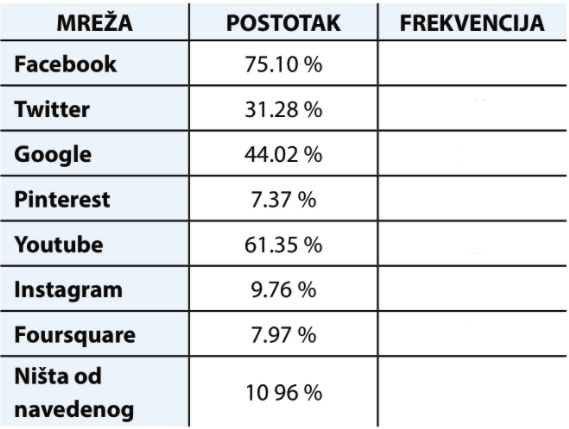 MREŽA POSTOTAK FREKVENCIJA
Facebook 75.10 %
Twitter 31.28 %
Google 44.02 %
Pinterest 7.37 %
Youtube 61.35 %
Instagram 9.76 %
Foursquare 7.97 %
Ništa od
navedenog 10 96 %